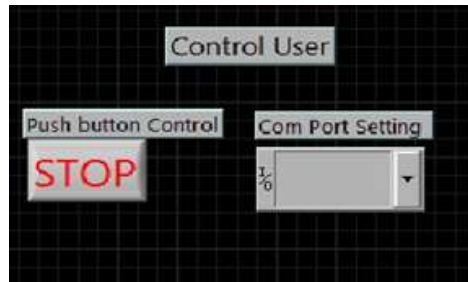 Control User
Push button Control
Com Port Setting
STOP
I/O